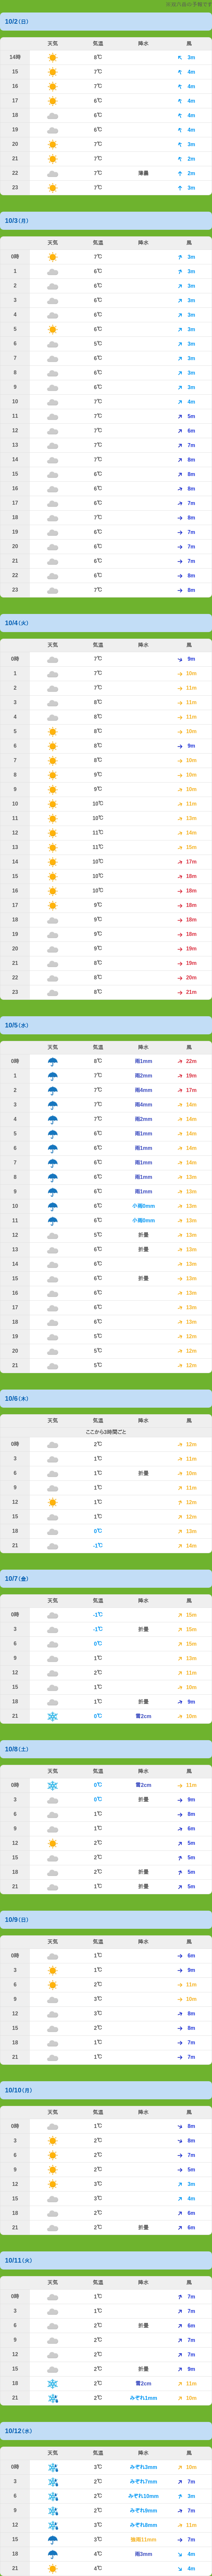 10/2(日)
天気 気温 降水 風
14時 8℃ 3m
15 7℃ 4m
16 7℃ 4m
17 6℃ 4m
18 6℃ 4m
19 6℃ 4m
20 7℃ 3m
21 7℃ 2m
22 7℃ 薄曇 2m
23 7℃ 3m
10/3(月)
天気 気温 降水 風
0時 7℃ 3m
1 6℃ 3m
2 6℃ 3m
3 6℃ 3m
4 6℃ 3m
5 6℃ 3m
6 5℃ 3m
7 6℃ 3m
8 6℃ 3m
9 6℃ 3m
10 7℃ 4m
11 7℃ 5m
12 7℃ 6m
13 7℃ 7m
14 7℃ 8m
15 6℃ 8m
16 6℃ 8m
17 6℃ 7m
18 7℃ 8m
19 7℃ 7m
20 6℃ 7m
21 6℃ 7m
22 6℃ 8m
23 7℃ 8m
10/4(火)
天気 気温 降水 風
0時 7℃ 9m
1 7℃ 10m
2 7℃ 11m
3 8℃ 11m
4 8℃ 11m
5 8℃ 10m
6 8℃ 9m
7 8℃ 10m
8 9℃ 10m
9 9℃ 10m
10 10℃ 11m
11 10℃ 13m
12 11℃ 14m
13 11℃ 15m
14 10℃ 17m
15 10℃ 18m
16 10℃ 18m
17 9℃ 18m
18 9℃ 18m
19 9℃ 18m
20 9℃ 19m
21 8℃ 19m
22 8℃ 20m
23 8℃ 21m
10/5(水)
天気 気温 降水 風
0時 8℃ 雨1mm 22m
1 7℃ 雨2mm 19m
2 7℃ 雨4mm 17m
3 7℃ 雨4mm 14m
4 7℃ 雨2mm 14m
5 6℃ 雨1mm 14m
6 6℃ 雨1mm 14m
7 6℃ 雨1mm 14m
8 6℃ 雨1mm 13m
9 6℃ 雨1mm 13m
10 6℃ 小雨0mm 13m
11 6℃ 小雨0mm 13m
12 5℃ 折曇 13m
13 6℃ 折曇 13m
14 6℃ 13m
15 6℃ 折曇 13m
16 6℃ 13m
17 6℃ 13m
18 6℃ 13m
19 5℃ 12m
20 5℃ 12m
21 5℃ 12m
10/6(木)
天気 気温 降水 風
ここから3時間ごと
0時 2℃ 12m
3 1℃ 11m
6 1℃ 折曇 10m
9 1℃ 11m
12 1℃ 12m
15 1℃ 12m
18 0℃ 13m
21 -1℃ 14m
10/7(金)
天気 気温 降水 風
0時 -1℃ 15m
3 -1℃ 折曇 15m
6 0℃ 15m
9 1℃ 13m
12 2℃ 11m
15 1℃ 10m
18 1℃ 折曇 9m
21 0℃ 雪2cm 10m
10/8(土)
天気 気温 降水 風
0時 0℃ 雪2cm 11m
3 0℃ 折曇 9m
6 1℃ 8m
9 1℃ 6m
12 2℃ 5m
15 2℃ 5m
18 2℃ 折曇 5m
21 1℃ 折曇 5m
10/9(日)
天気 気温 降水 風
0時 1℃ 6m
3 1℃ 9m
6 2℃ 11m
9 3℃ 10m
12 3℃ 8m
15 2℃ 8m
18 1℃ 7m
21 1℃ 7m
10/10(月)
天気 気温 降水 風
0時 1℃ 8m
3 2℃ 8m
6 2℃ 7m
9 2℃ 5m
12 3℃ 3m
15 3℃ 4m
18 2℃ 6m
21 2℃ 折曇 6m
10/11(火)
天気 気温 降水 風
0時 1℃ 7m
3 1℃ 7m
6 2℃ 折曇 6m
9 2℃ 7m
12 2℃ 7m
15 2℃ 折曇 9m
18 2℃ 雪2cm 11m
21 2℃ みぞれ1mm 10m
10/12(水)
天気 気温 降水 風
0時 3℃ みぞれ3mm 10m
3 2℃ みぞれ7mm 7m
6 2℃ みぞれ10mm 3m
9 2℃ みぞれ9mm 7m
12 3℃ みぞれ8mm 11m
15 3℃ 強雨11mm 7m
18 4℃ 雨3mm 4m
21 4℃ 4m